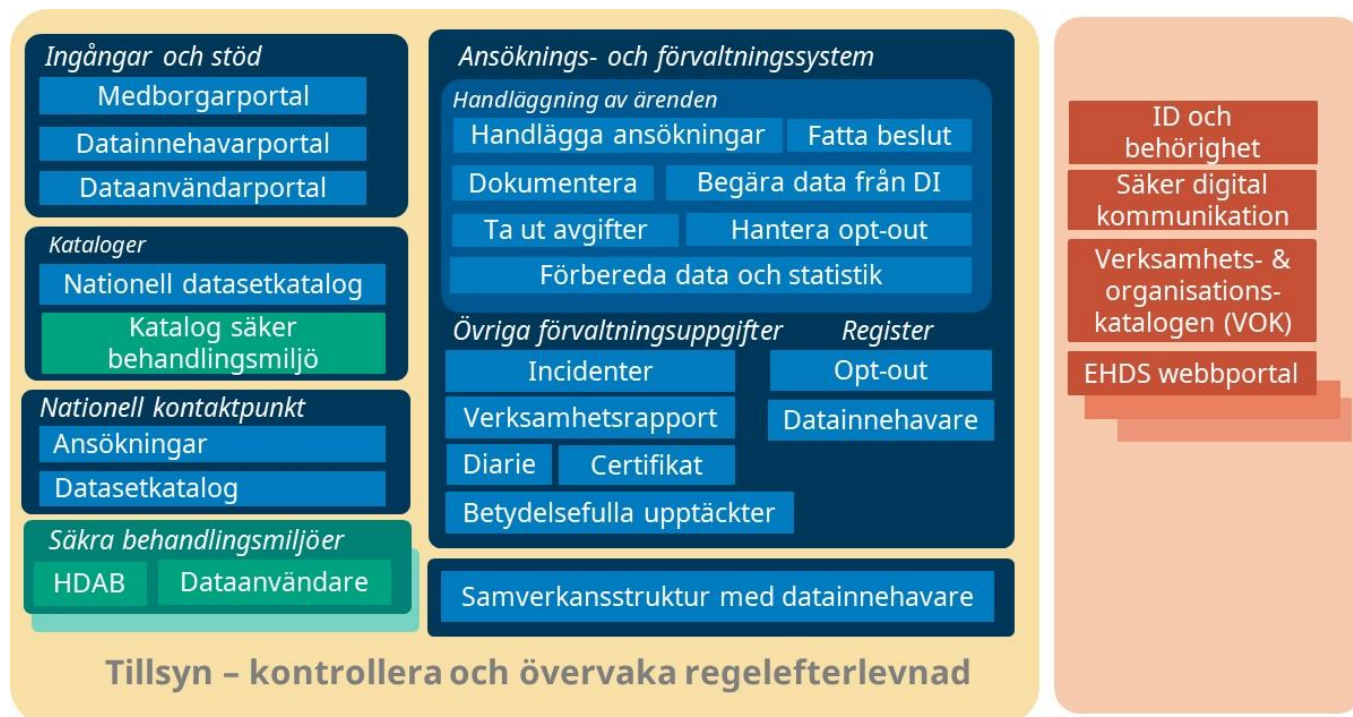 Ingångar och stöd
Medborgarportal
Datainnehavarportal
Dataanvändarportal
Kataloger
Nationell datasetkatalog
Katalog säker
behandlingsmiljö
Nationell kontaktpunkt
Ansökningar
Datasetkatalog
Säkra behandlingsmiljöer
HDAB
Dataanvändare
Ansöknings- och förvaltningssystem
Handläggning av ärenden
Handlägga ansökningar
Fatta beslut
Dokumentera
Begära data från DI
Ta ut avgifter
Hantera opt-out
Förbereda data och statistik
Övriga förvaltningsuppgifter
Incidenter
Verksamhetsrapport
Diarie
Certifikat
Betydelsefulla upptäckter
Register
Opt-out
Datainnehavare
Samverkansstruktur med datainnehavare
Tillsyn – kontrollera och övervaka regelefterlevnad
ID och
behörighet
Säker digital
kommunikation
Verksamhets- &
organisations-
katalogen (VOK)
EHDS webbportal